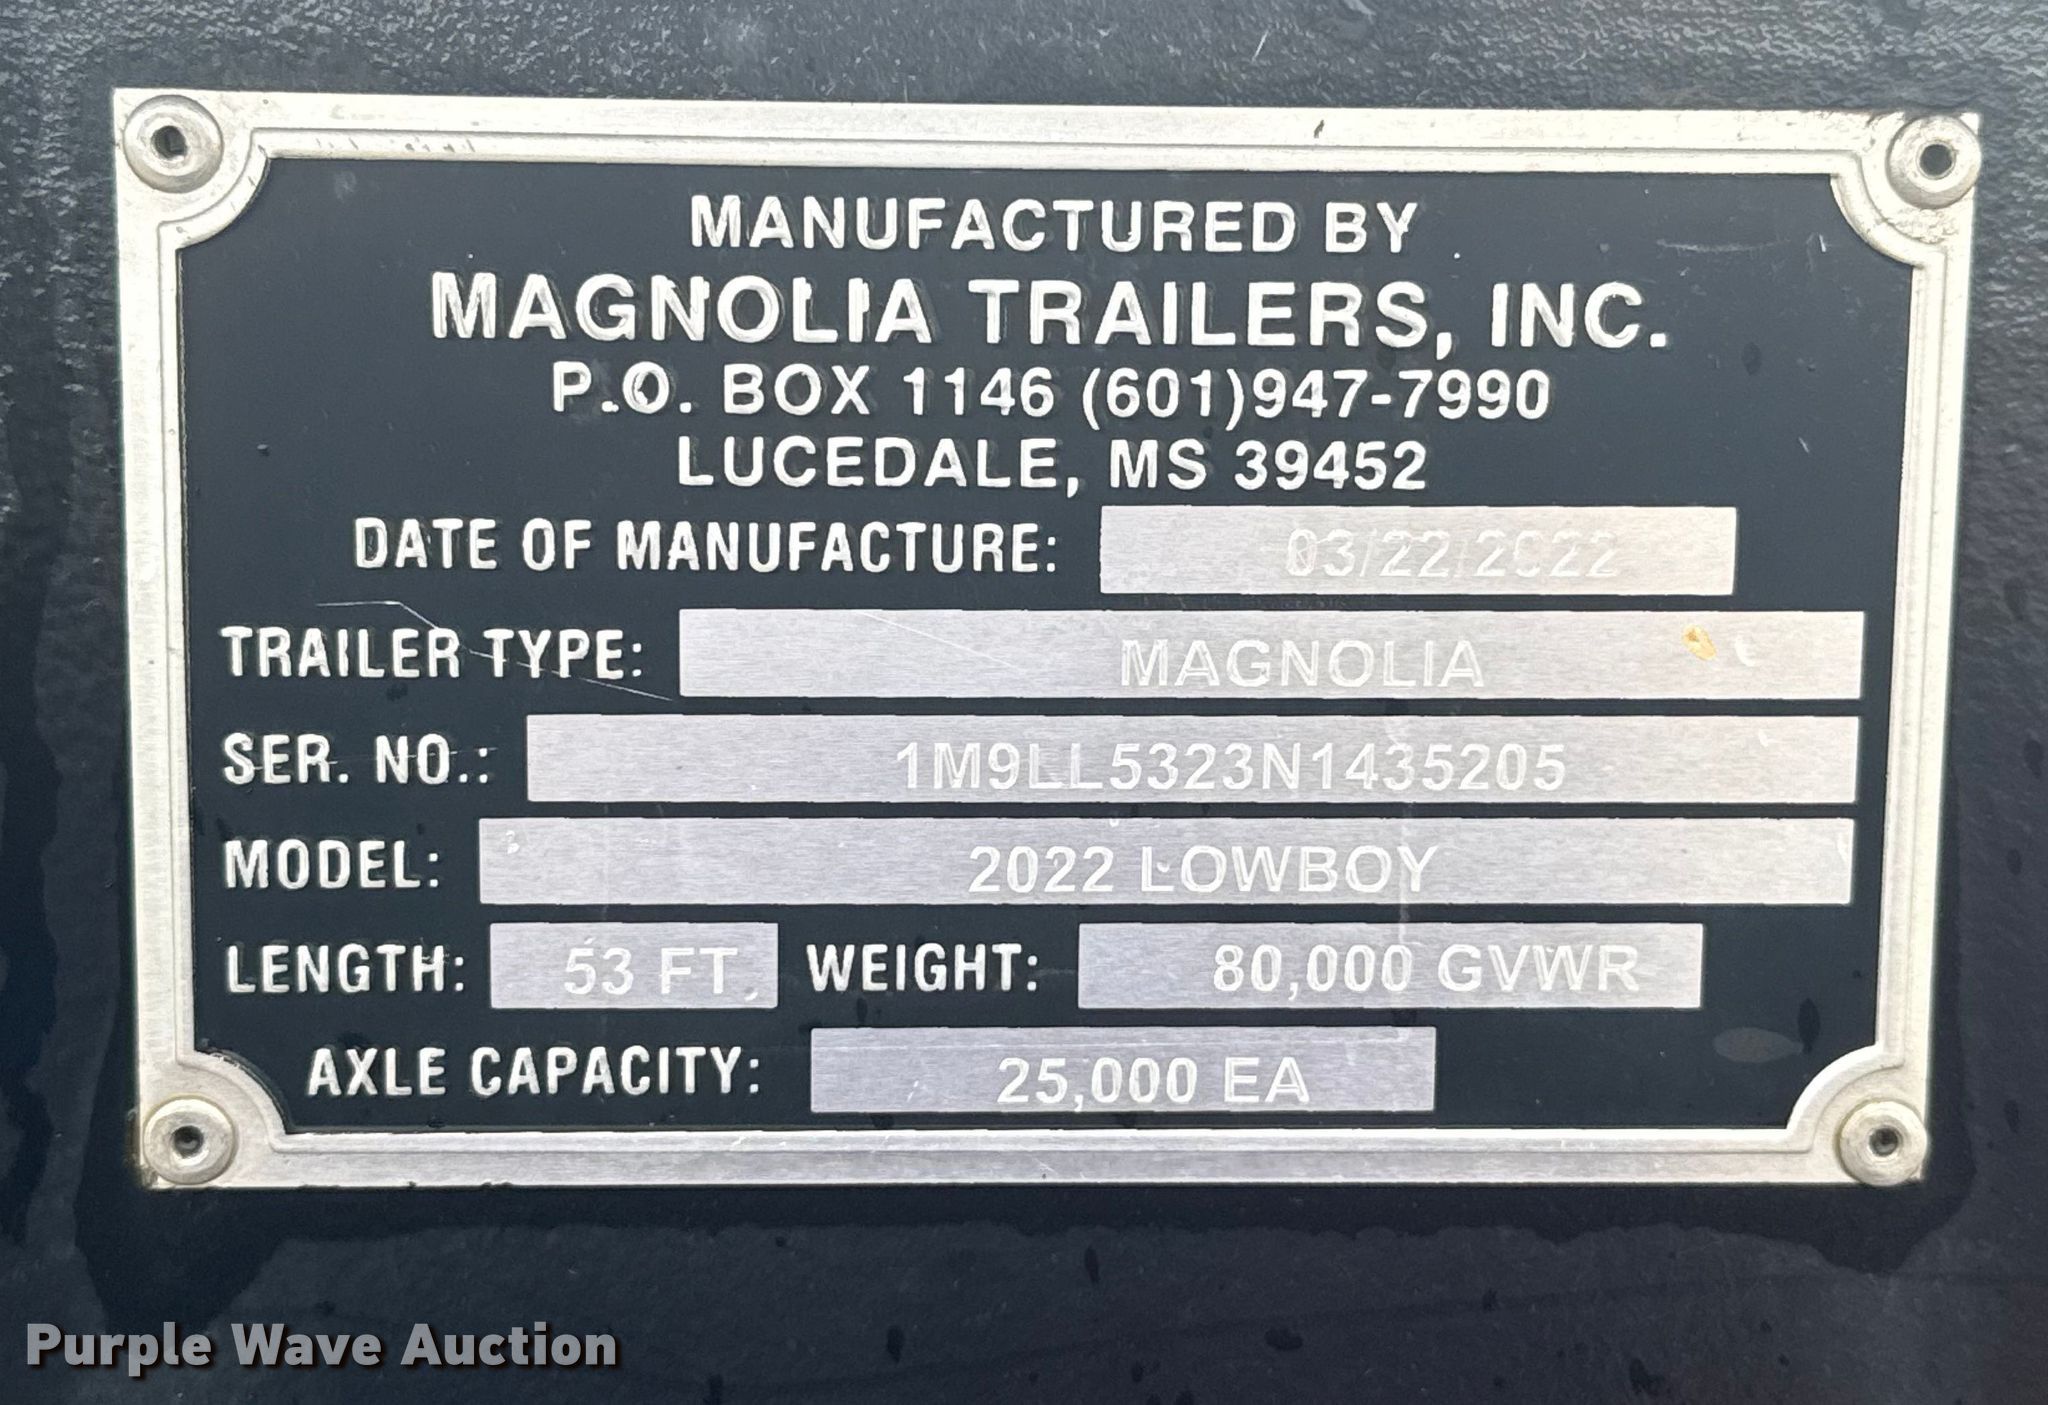 MANUFACTURED BY
MAGNOLIA TRAILERS, INC.
P.O. BOX 1146 (601)947-7990
LUCEDALE, MS 39452
DATE OF MANUFACTURE: 03/22/2022
TRAILER TYPE: MAGNOLIA
SER. NO.: 1M9LL5323N1435205
MODEL: 2022 LOWBOY
LENGTH: 53 FT. WEIGHT: 80,000 GVWR
AXLE CAPACITY: 25,000 EA
Purple Wave Auction